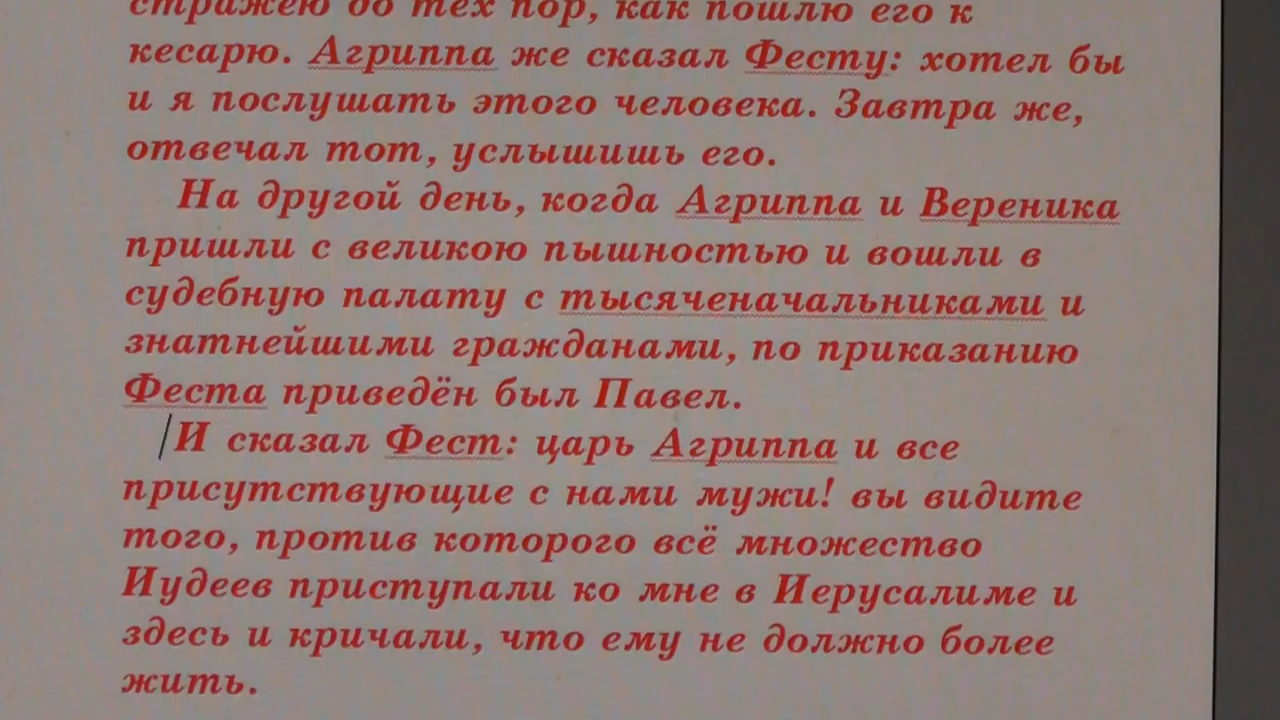 стражею до тех пор, как пошлю его к
кесарю. Агриппа же сказал Фесту: хотел бы
и я послушать этого человека. Завтра же,
отвечал тот, услышишь его.
На другой день, когда Агриппа и Вереника
пришли с великою пышностью и вошли в
судебную палату с тысяченачальниками и
знатнейшими гражданами, по приказанию
Феста приведён был Павел.
И сказал Фест: царь Агриппа и все
присутствующие с нами мужи! вы видите
того, против которого всё множество
Иудеев приступали ко мне в Иерусалиме и
здесь и кричали, что ему не должно более
жить.